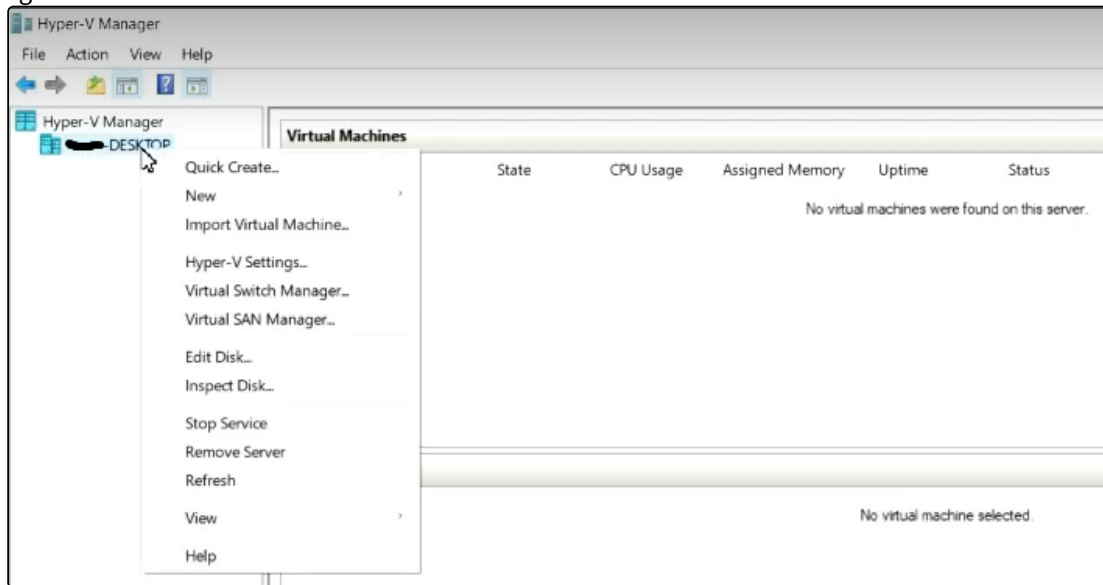 Hyper-V Manager
File Action View Help
Hyper-V Manager
-DESKTOP
Virtual Machines
State CPU Usage Assigned Memory Uptime Status
No virtual machines were found on this server.
Quick Create...
New
Import Virtual Machine...
Hyper-V Settings...
Virtual Switch Manager...
Virtual SAN Manager...
Edit Disk...
Inspect Disk...
Stop Service
Remove Server
Refresh
View
Help
No virtual machine selected.